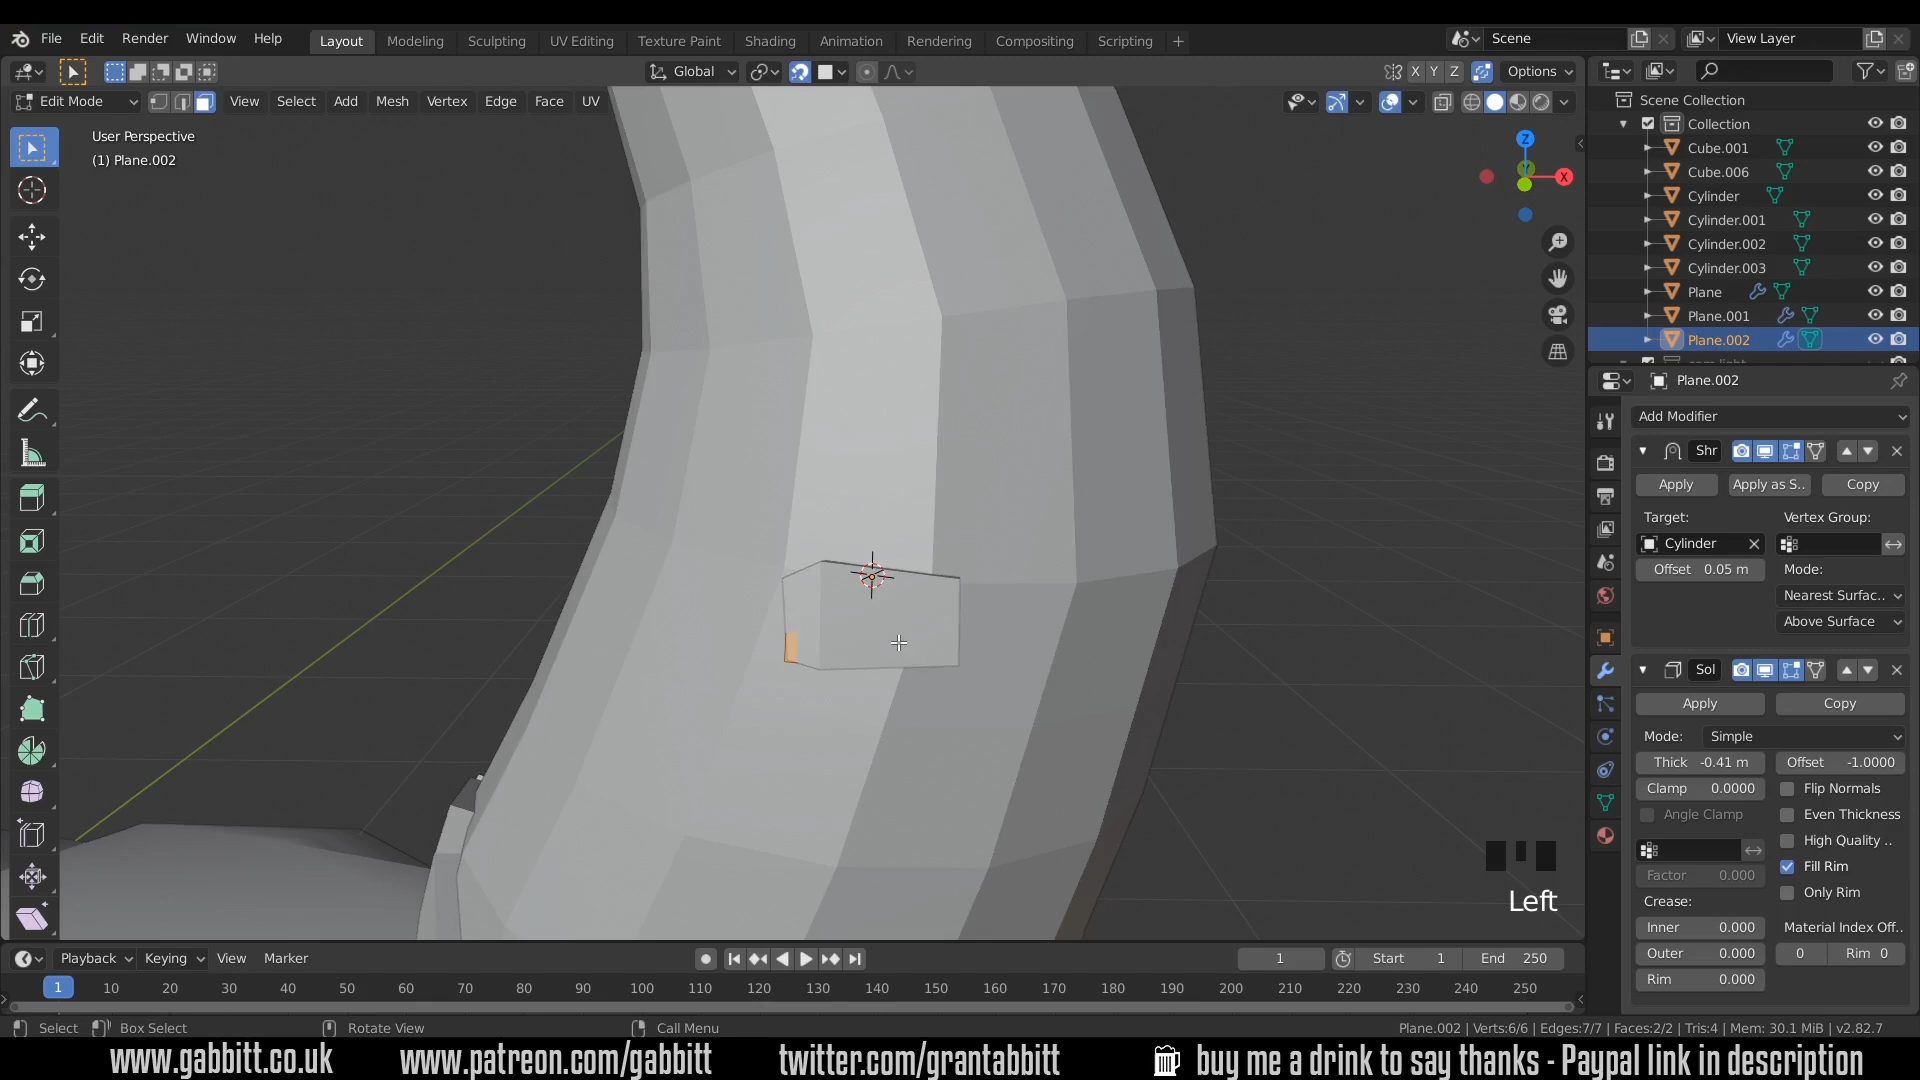 File Edit Render Window Help Layout Modeling Sculpting UV Editing Texture Paint Shading Animation Rendering Compositing Scripting + Scene View Layer
Global X Y Z Options
Edit Mode View Select Add Mesh Vertex Edge Face UV
User Perspective
(1) Plane.002
Z
X
Scene Collection
Collection
Cube.001
Cube.006
Cylinder
Cylinder.001
Cylinder.002
Cylinder.003
Plane
Plane.001
Plane.002
Plane.002
Add Modifier
Shr
Apply Apply as S.. Copy
Target: Vertex Group:
Cylinder
Offset 0.05 m Mode:
Nearest Surfac..
Above Surface
Sol
Apply Copy
Mode: Simple
Thick -0.41 m Offset -1.0000
Clamp 0.0000 Flip Normals
Angle Clamp Even Thickness
High Quality ..
Factor 0.000 Fill Rim
Crease: Only Rim
Inner 0.000 Material Index Off..
Outer 0.000 0 Rim 0
Rim 0.000
Left
Playback Keying View Marker 1 Start 1 End 250
1 10 20 30 40 50 60 70 80 90 100 110 120 130 140 150 160 170 180 190 200 210 220 230 240 250
Select Box Select Rotate View Call Menu Plane.002 | Verts:6/6 | Edges:7/7 | Faces:2/2 | Tris:4 | Mem: 30.1 MiB | v2.82.7
www.gabbitt.co.uk www.patreon.com/gabbitt twitter.com/grantabbitt buy me a drink to say thanks - Paypal link in description